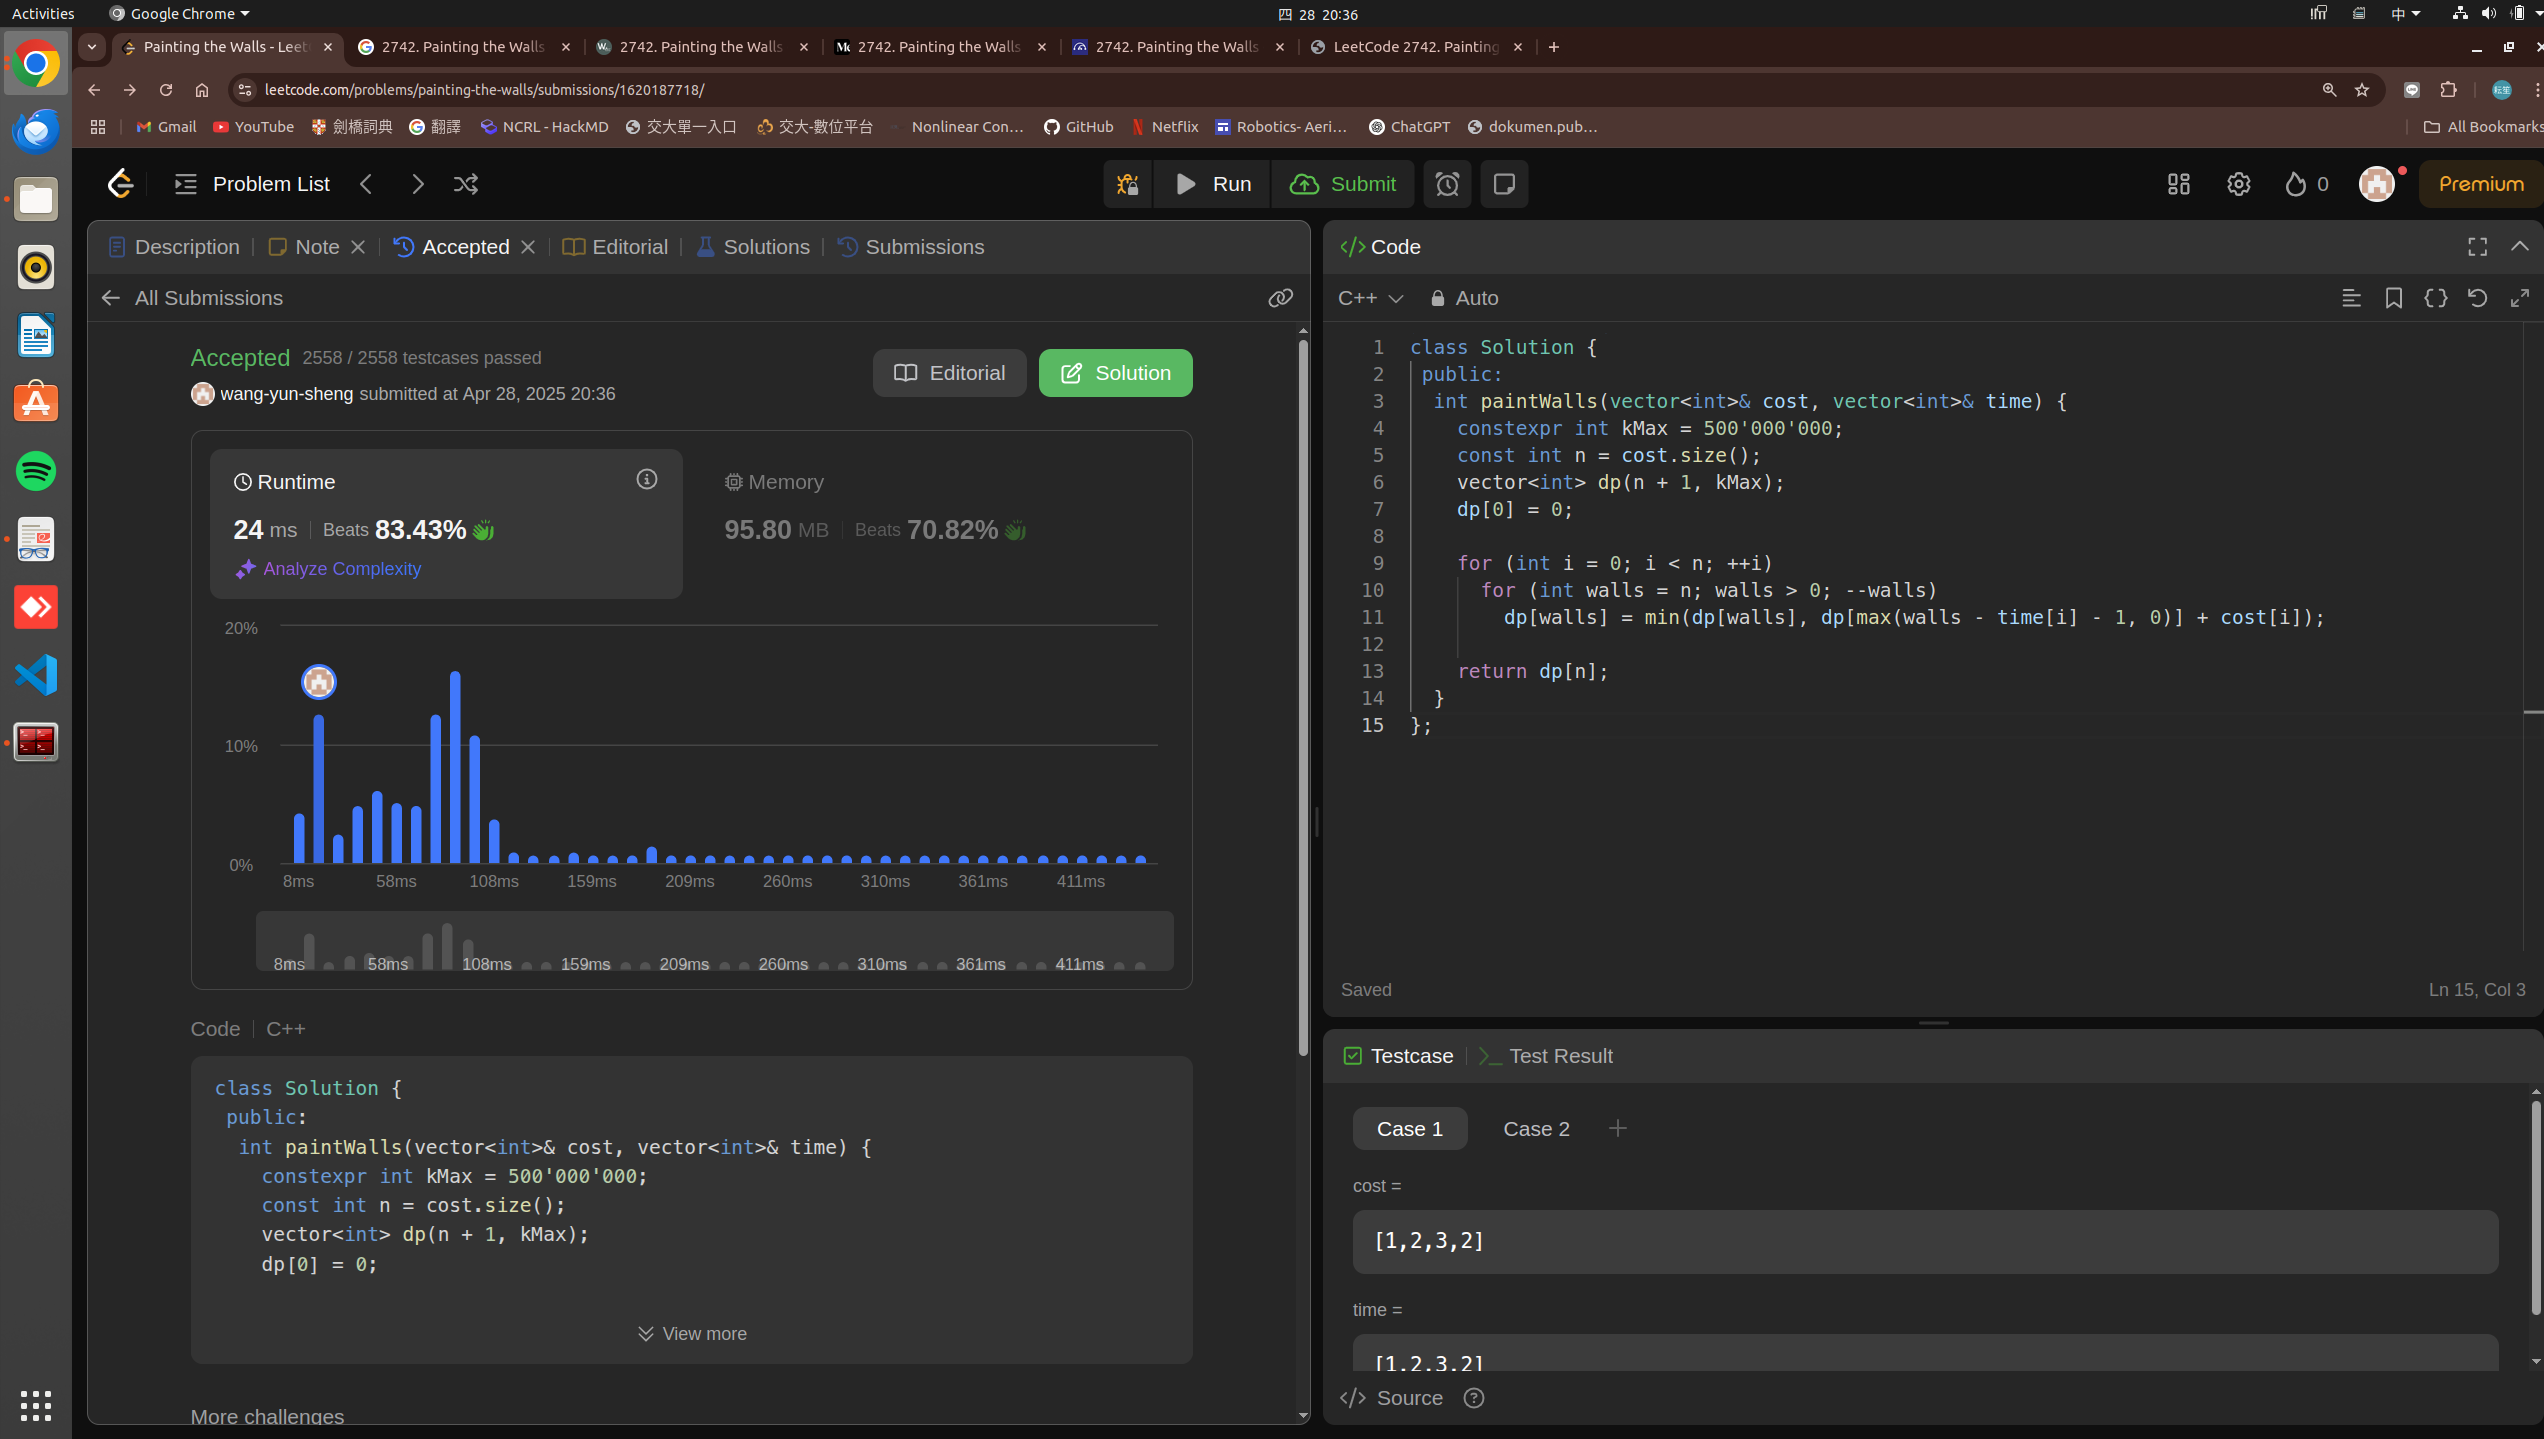 Activities Google Chrome 四 28 20:36 中
Painting the Walls - Leet 2742. Painting the Walls 2742. Painting the Walls 2742. Painting the Walls 2742. Painting the Walls LeetCode 2742. Painting
leetcode.com/problems/painting-the-walls/submissions/1620187718/
Gmail YouTube 劍橋詞典 翻譯 NCRL - HackMD 交大單一入口 交大-數位平台 Nonlinear Con... GitHub Netflix Robotics- Aeri... ChatGPT dokumen.pub... All Bookmarks
Problem List Run Submit 0 Premium
Description Note Accepted Editorial Solutions Submissions
All Submissions
Accepted 2558 / 2558 testcases passed
wang-yun-sheng submitted at Apr 28, 2025 20:36
Editorial Solution
Runtime
24 ms Beats 83.43%
Analyze Complexity
Memory
95.80 MB Beats 70.82%
20%
10%
0%
8ms 58ms 108ms 159ms 209ms 260ms 310ms 361ms 411ms
8ms 58ms 108ms 159ms 209ms 260ms 310ms 361ms 411ms
Code C++
class Solution {
public:
int paintWalls(vector<int>& cost, vector<int>& time) {
constexpr int kMax = 500'000'000;
const int n = cost.size();
vector<int> dp(n + 1, kMax);
dp[0] = 0;
View more
More challenges
</> Code
C++ Auto
1 class Solution {
2 public:
3 int paintWalls(vector<int>& cost, vector<int>& time) {
4 constexpr int kMax = 500'000'000;
5 const int n = cost.size();
6 vector<int> dp(n + 1, kMax);
7 dp[0] = 0;
8
9 for (int i = 0; i < n; ++i)
10 for (int walls = n; walls > 0; --walls)
11 dp[walls] = min(dp[walls], dp[max(walls - time[i] - 1, 0)] + cost[i]);
12
13 return dp[n];
14 }
15 };
Saved Ln 15, Col 3
Testcase Test Result
Case 1 Case 2
cost =
[1,2,3,2]
time =
[1,2,3,2]
</> Source